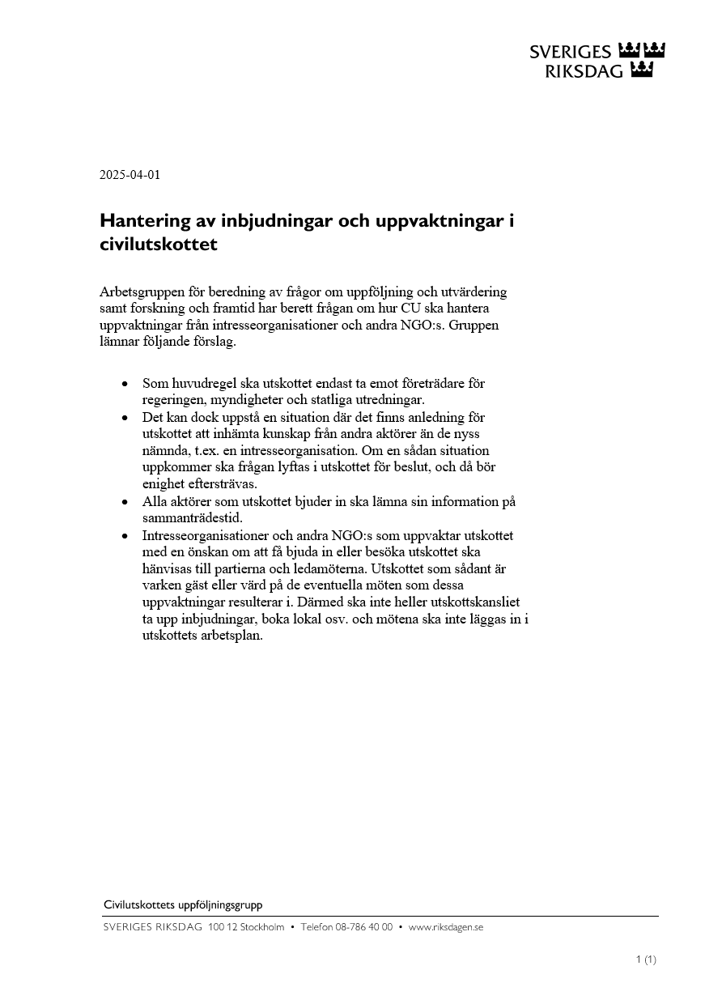 SVERIGES
RIKSDAG
2025-04-01
Hantering av inbjudningar och uppvaktningar i
civilutskottet
Arbetsgruppen för beredning av frågor om uppföljning och utvärdering
samt forskning och framtid har berett frågan om hur CU ska hantera
uppvaktningar från intresseorganisationer och andra NGO:s. Gruppen
lämnar följande förslag.
• Som huvudregel ska utskottet endast ta emot företrädare för
regeringen, myndigheter och statliga utredningar.
• Det kan dock uppstå en situation där det finns anledning för
utskottet att inhämta kunskap från andra aktörer än de nyss
nämnda, t.ex. en intresseorganisation. Om en sådan situation
uppkommer ska frågan lyftas i utskottet för beslut, och då bör
enighet eftersträvas.
• Alla aktörer som utskottet bjuder in ska lämna sin information på
sammanträdestid.
• Intresseorganisationer och andra NGO:s som uppvaktar utskottet
med en önskan om att få bjuda in eller besöka utskottet ska
hänvisas till partierna och ledamöterna. Utskottet som sådant är
varken gäst eller värd på de eventuella möten som dessa
uppvaktningar resulterar i. Därmed ska inte heller utskottskansliet
ta upp inbjudningar, boka lokal osv. och mötena ska inte läggas in i
utskottets arbetsplan.
Civilutskottets uppföljningsgrupp
SVERIGES RIKSDAG 100 12 Stockholm • Telefon 08-786 40 00 • www.riksdagen.se
1 (1)